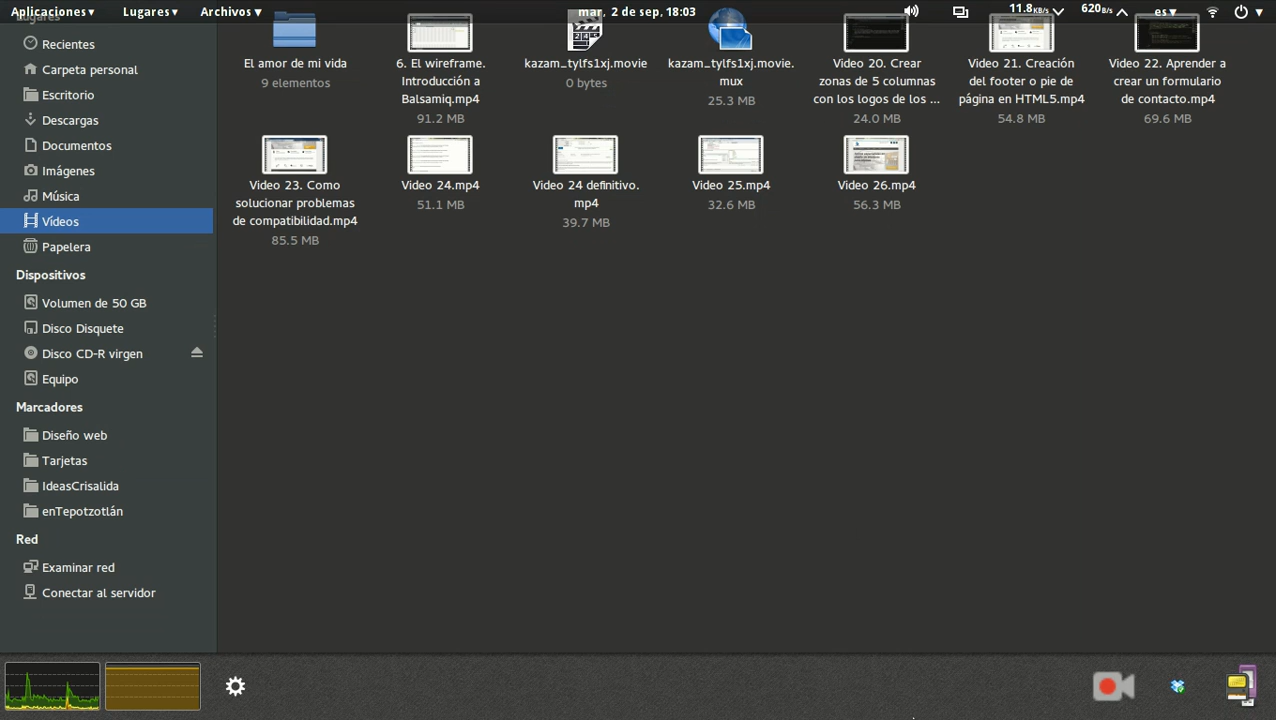 Aplicaciones ▾ Lugares ▾ Archivos ▾ mar, 2 de sep, 18:03 11.8KB/s 620B/s es ▾
Lugares
Recientes
Carpeta personal
Escritorio
Descargas
Documentos
Música
Vídeos
Papelera
Dispositivos
Volumen de 50 GB
Disco Disquete
Disco CD-R virgen
Equipo
Marcadores
Diseño web
Tarjetas
IdeasCrisalida
enTepotzotlán
Red
Examinar red
Conectar al servidor
El amor de mi vida
9 elementos
6. El wireframe.
Introducción a
Balsamiq.mp4
91.2 MB
kazam_tylfs1xj.movie
0 bytes
kazam_tylfs1xj.movie.
mux
25.3 MB
Video 20. Crear
zonas de 5 columnas
con los logos de los ...
24.0 MB
Video 21. Creación
del footer o pie de
página en HTML5.mp4
54.8 MB
Video 22. Aprender a
crear un formulario
de contacto.mp4
69.6 MB
Video 23. Como
solucionar problemas
de compatibilidad.mp4
85.5 MB
Video 24.mp4
51.1 MB
Video 24 definitivo.
mp4
39.7 MB
Video 25.mp4
32.6 MB
Video 26.mp4
56.3 MB